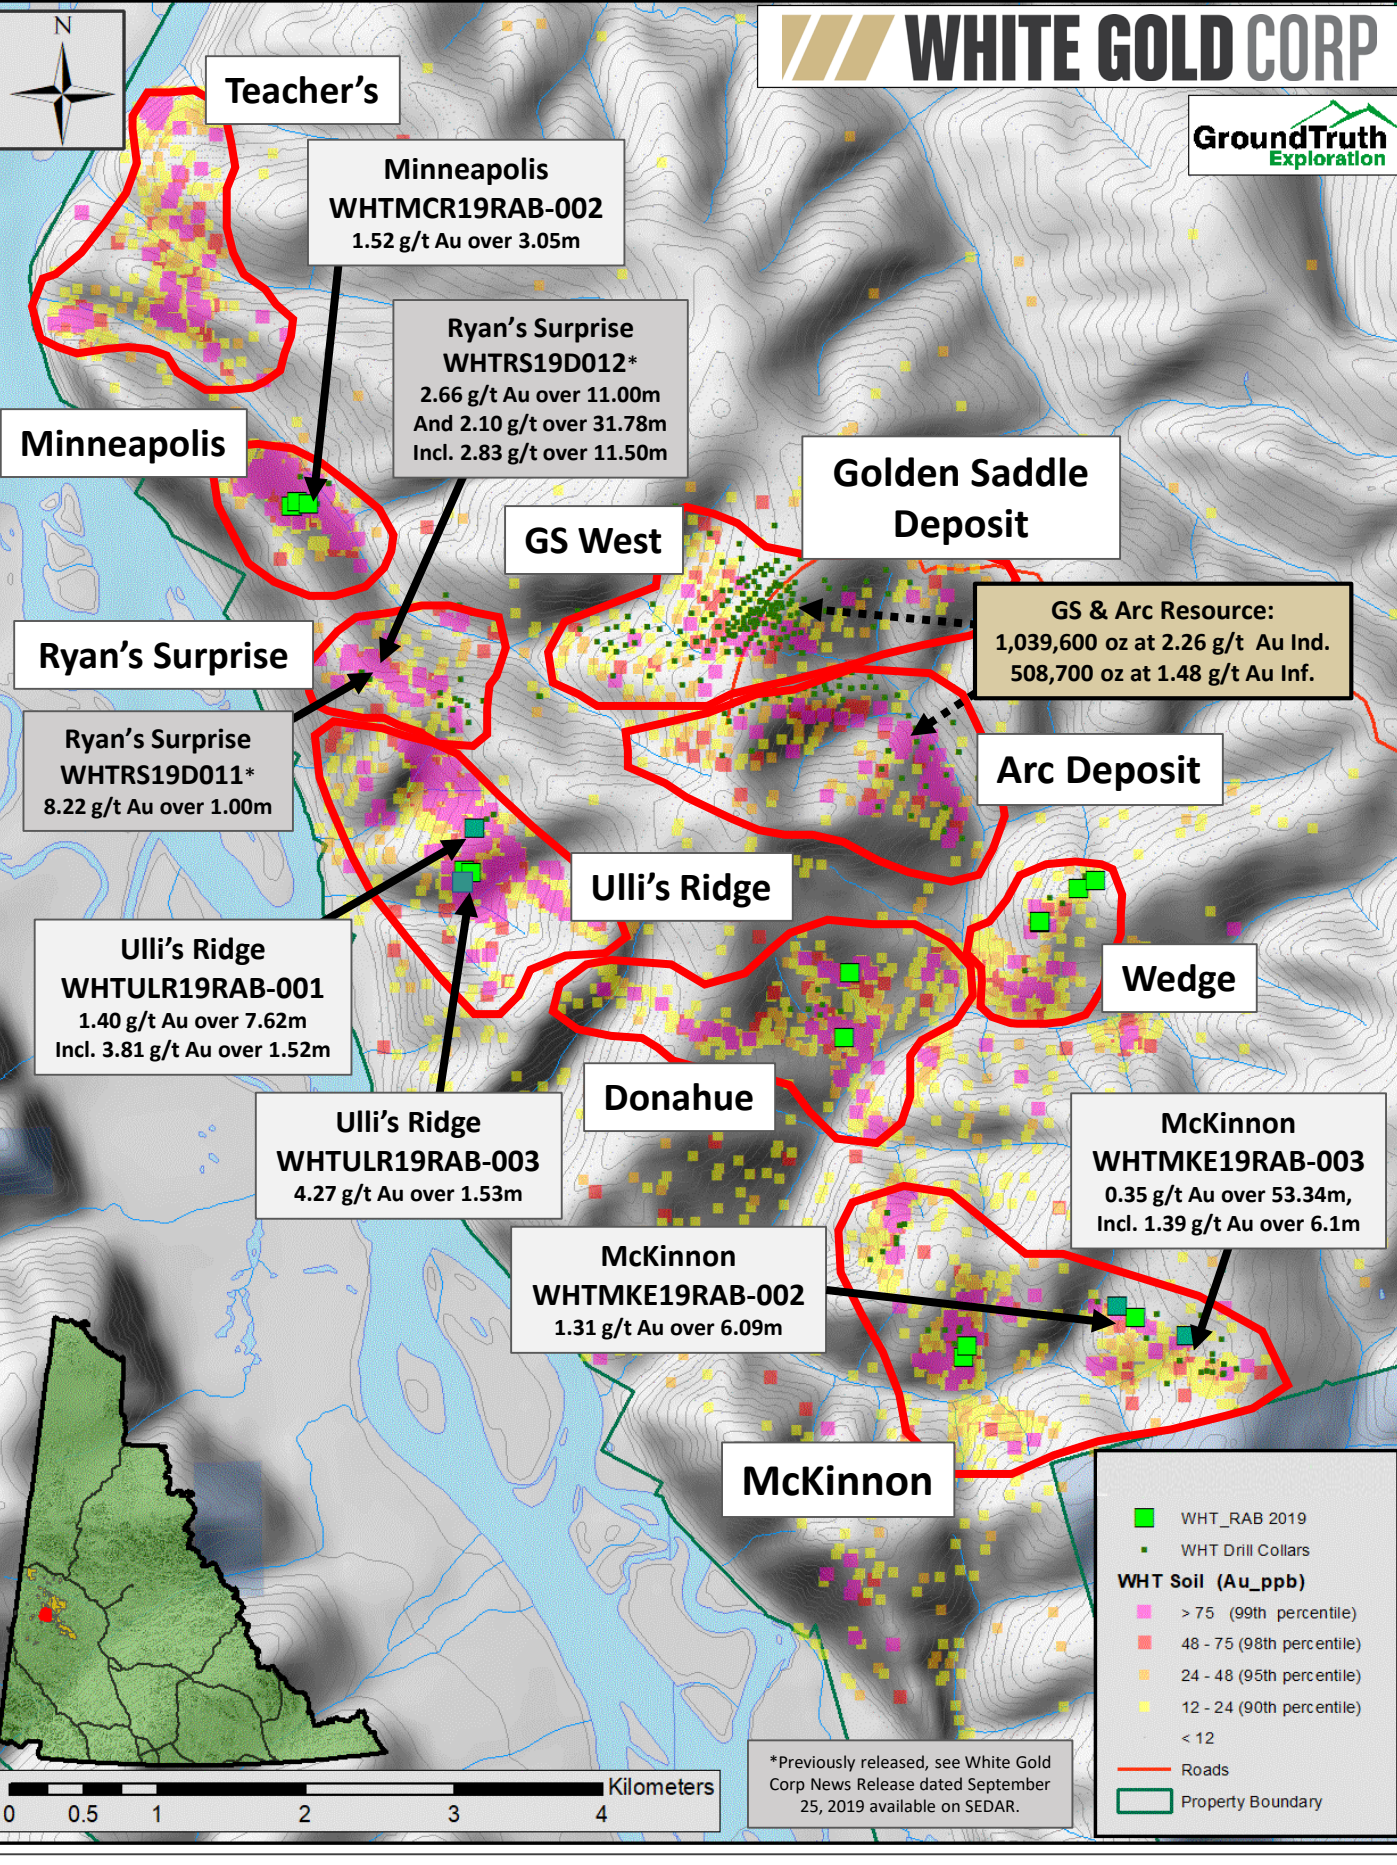 N
WHITE GOLD CORP
GroundTruth
Exploration
Teacher's
Minneapolis
WHTMCR19RAB-002
1.52 g/t Au over 3.05m
Ryan's Surprise
WHTRS19D012*
2.66 g/t Au over 11.00m
And 2.10 g/t over 31.78m
Incl. 2.83 g/t over 11.50m
Minneapolis
Golden Saddle
Deposit
GS West
GS & Arc Resource:
1,039,600 oz at 2.26 g/t Au Ind.
508,700 oz at 1.48 g/t Au Inf.
Ryan's Surprise
Ryan's Surprise
WHTRS19D011*
8.22 g/t Au over 1.00m
Arc Deposit
Ulli's Ridge
Ulli's Ridge
WHTULR19RAB-001
1.40 g/t Au over 7.62m
Incl. 3.81 g/t Au over 1.52m
Wedge
Donahue
Ulli's Ridge
WHTULR19RAB-003
4.27 g/t Au over 1.53m
McKinnon
WHTMKE19RAB-003
0.35 g/t Au over 53.34m,
Incl. 1.39 g/t Au over 6.1m
McKinnon
WHTMKE19RAB-002
1.31 g/t Au over 6.09m
McKinnon
WHT_RAB 2019
WHT Drill Collars
WHT Soil (Au_ppb)
> 75 (99th percentile)
48 - 75 (98th percentile)
24 - 48 (95th percentile)
12 - 24 (90th percentile)
< 12
Roads
Property Boundary
*Previously released, see White Gold
Corp News Release dated September
25, 2019 available on SEDAR.
Kilometers
0 0.5 1 2 3 4